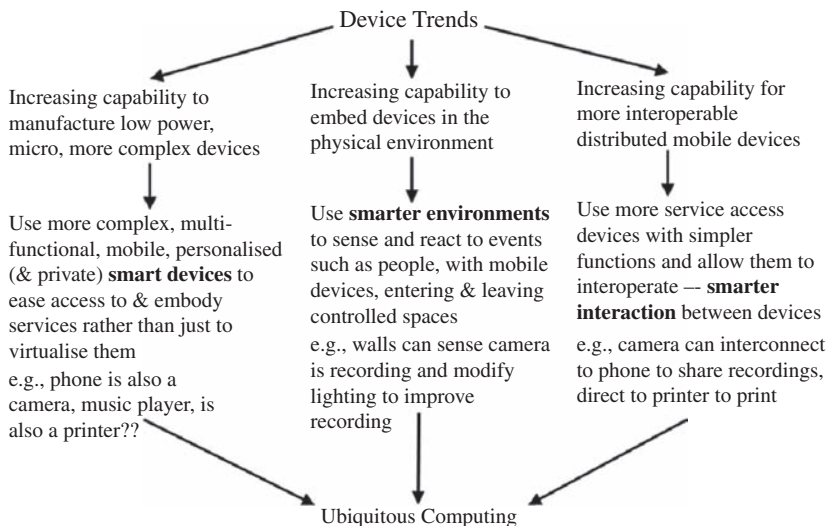 Device Trends
Increasing capability to
manufacture low power,
micro, more complex devices
Increasing capability to
embed devices in the
physical environment
Increasing capability for
more interoperable
distributed mobile devices
Use more complex, multi-
functional, mobile, personalised
(& private) smart devices to
ease access to & embody
services rather than just to
virtualise them
e.g., phone is also a
camera, music player, is
also a printer??
Use smarter environments
to sense and react to events
such as people, with mobile
devices, entering & leaving
controlled spaces
e.g., walls can sense camera
is recording and modify
lighting to improve
recording
Use more service access
devices with simpler
functions and allow them to
interoperate –- smarter
interaction between devices
e.g., camera can interconnect
to phone to share recordings,
direct to printer to print
Ubiquitous Computing